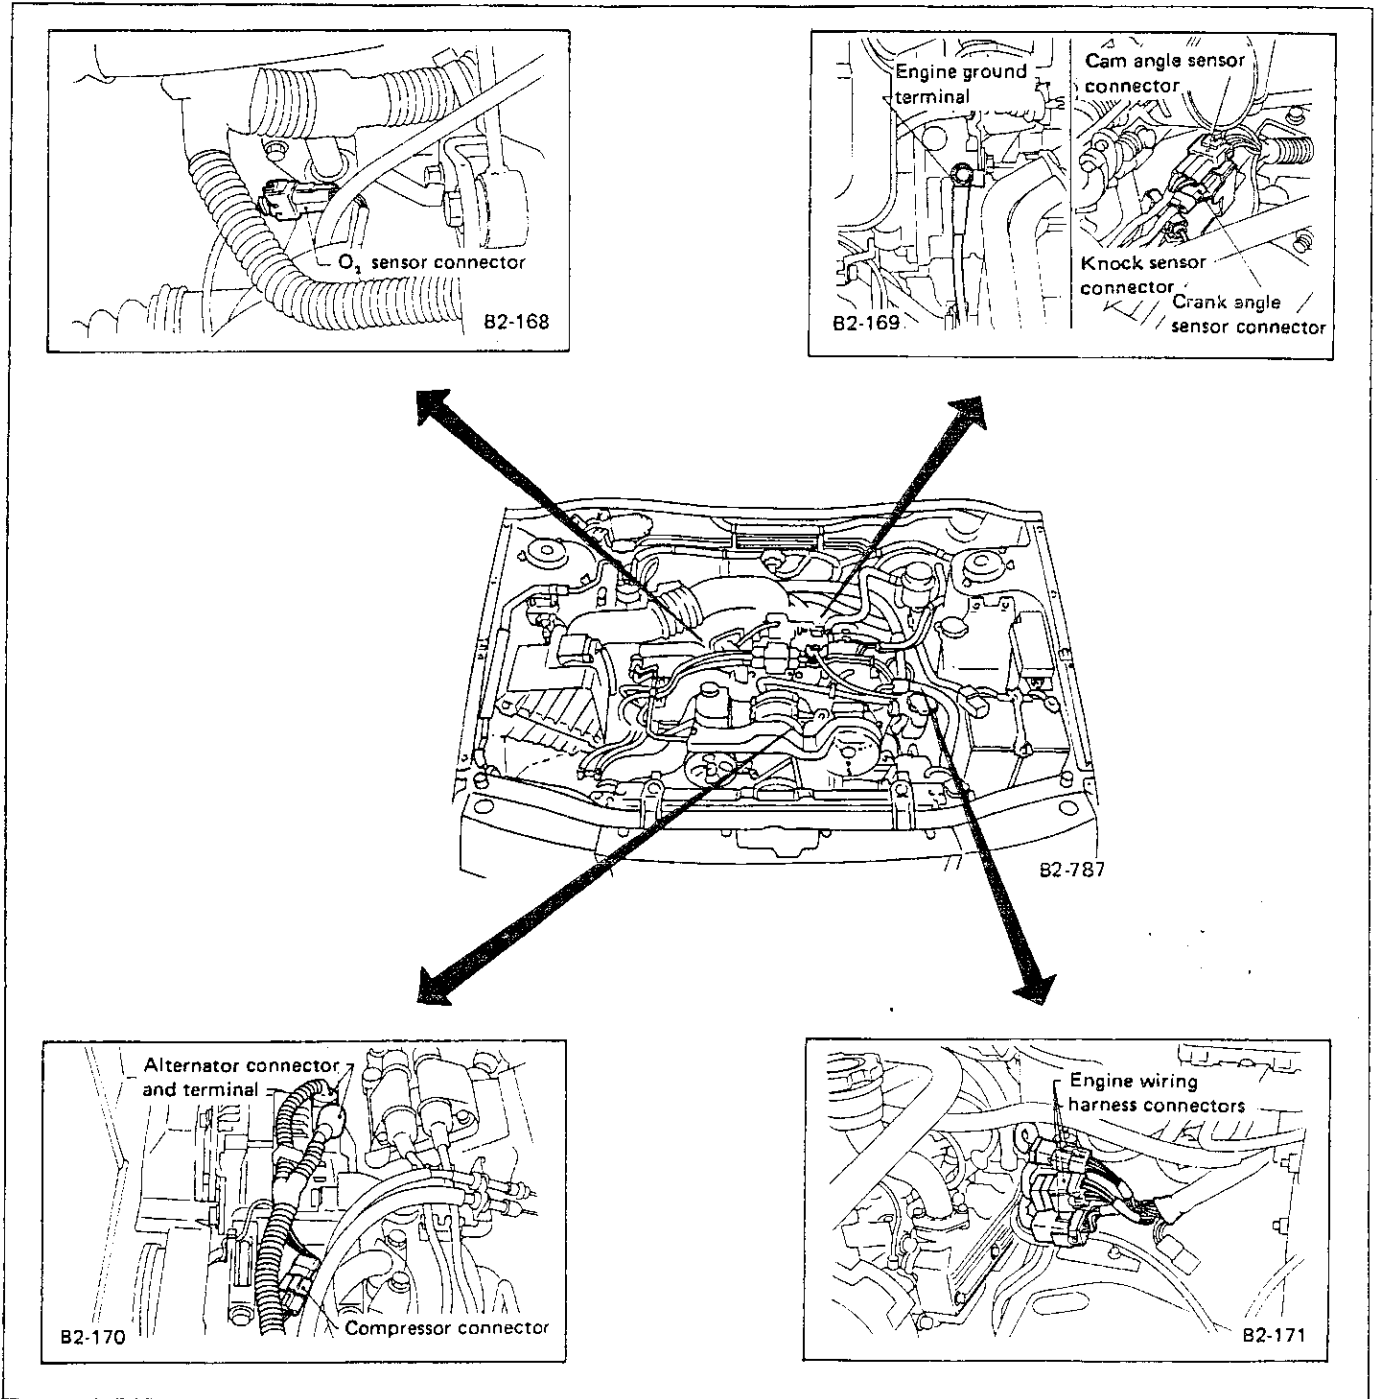 O₂ sensor connector
B2-168
Engine ground
terminal
Cam angle sensor
connector
Knock sensor
connector
Crank angle
sensor connector
B2-169
B2-787
Alternator connector
and terminal
Compressor connector
B2-170
Engine wiring
harness connectors
B2-171